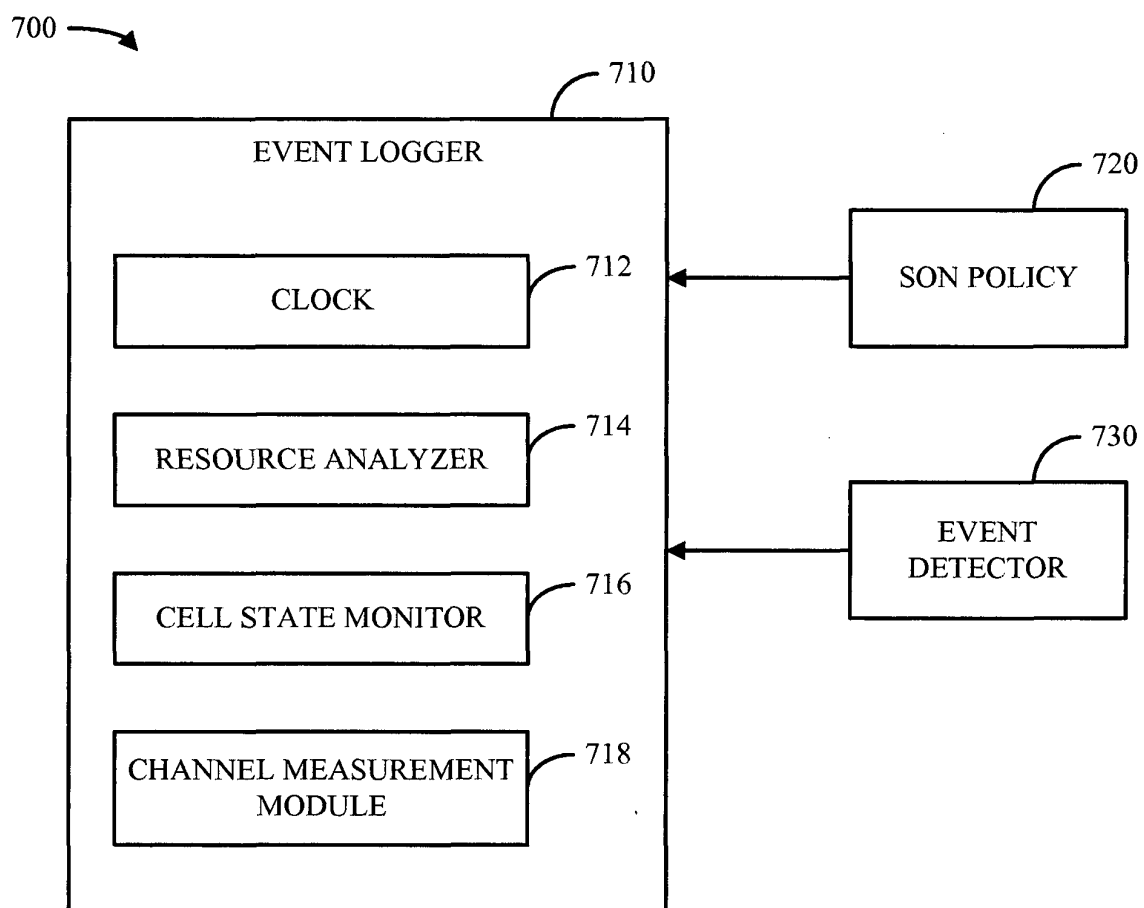 700
710
EVENT LOGGER
720
712
CLOCK
SON POLICY
714
RESOURCE ANALYZER
730
EVENT
DETECTOR
716
CELL STATE MONITOR
718
CHANNEL MEASUREMENT
MODULE